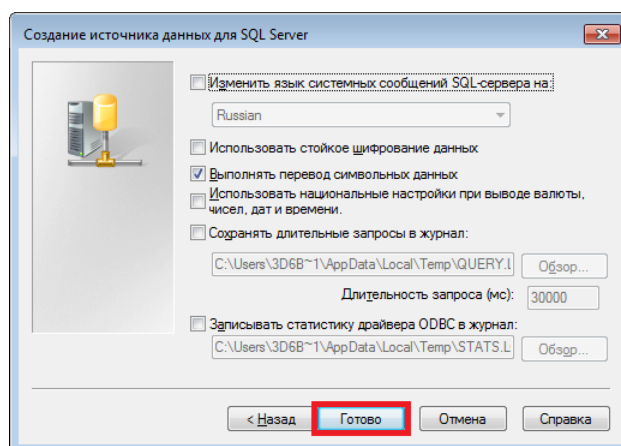 Создание источника данных для SQL Server
Изменить язык системных сообщений SQL-сервера на:
Russian
Использовать стойкое шифрование данных
Выполнять перевод символьных данных
Использовать национальные настройки при выводе валюты,
чисел, дат и времени.
Сохранять длительные запросы в журнал:
C:\Users\3D6B~1\AppData\Local\Temp\QUERY.L
Обзор...
Длительность запроса (мс):
30000
Записывать статистику драйвера ODBC в журнал:
C:\Users\3D6B~1\AppData\Local\Temp\STATS.L
Обзор...
< Назад
Готово
Отмена
Справка